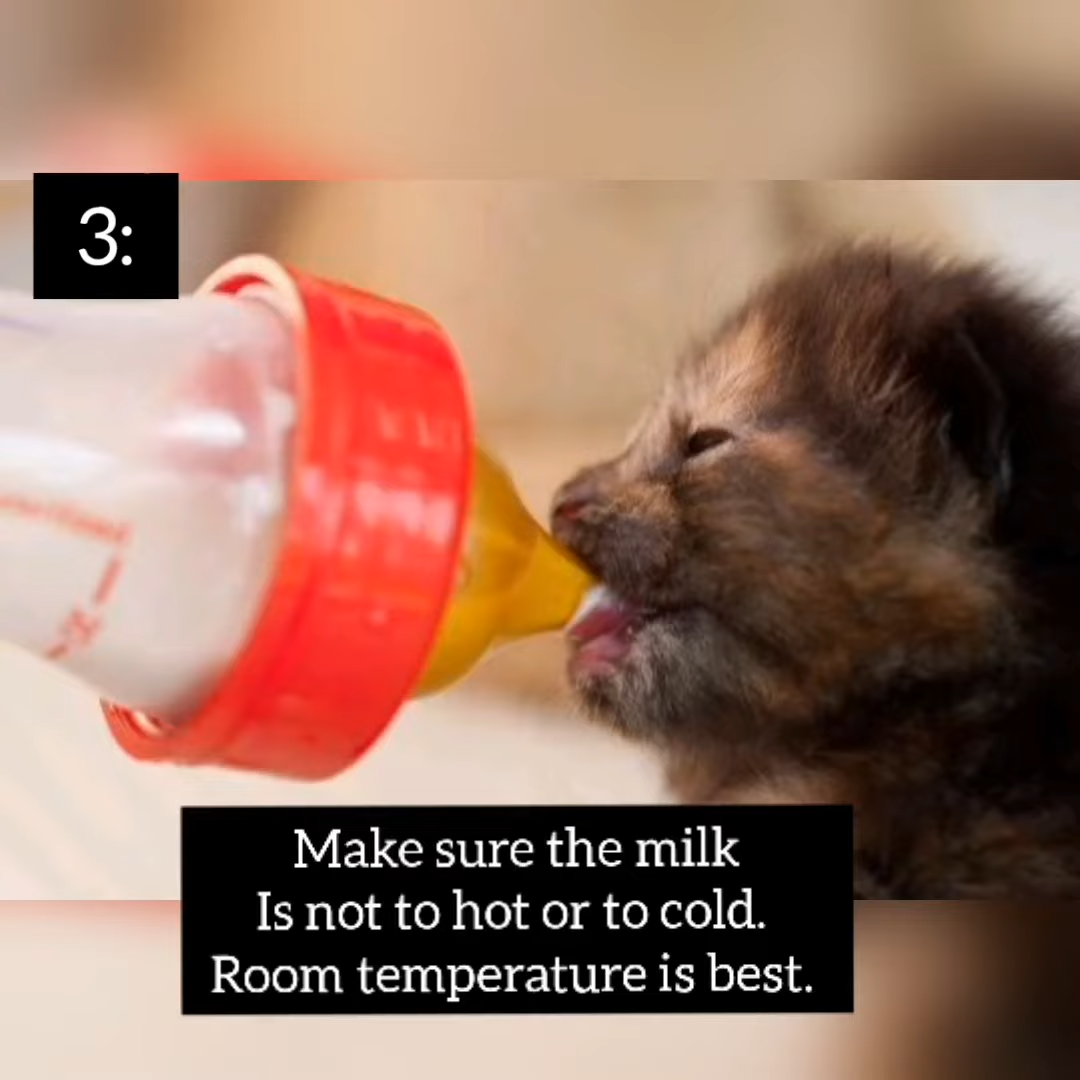 3:
Make sure the milk
Is not to hot or to cold.
Room temperature is best.